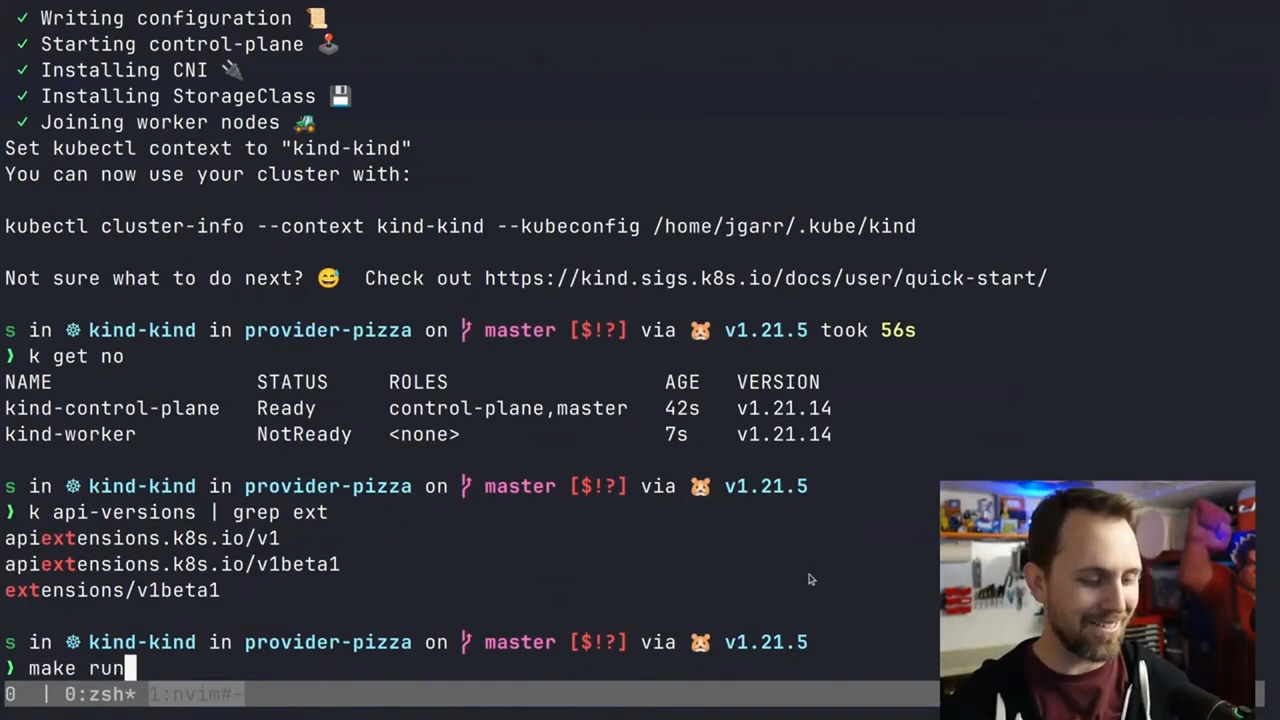 ✓ Writing configuration 📜
✓ Starting control-plane 🕹️
✓ Installing CNI 🔌
✓ Installing StorageClass 💾
✓ Joining worker nodes 🚜
Set kubectl context to "kind-kind"
You can now use your cluster with:
kubectl cluster-info --context kind-kind --kubeconfig /home/jgarr/.kube/kind
Not sure what to do next? 😅 Check out https://kind.sigs.k8s.io/docs/user/quick-start/
s in ☸ kind-kind in provider-pizza on master [$!?] via 🐹 v1.21.5 took 56s
❯ k get no
NAME STATUS ROLES AGE VERSION
kind-control-plane Ready control-plane,master 42s v1.21.14
kind-worker NotReady <none> 7s v1.21.14
s in ☸ kind-kind in provider-pizza on master [$!?] via 🐹 v1.21.5
❯ k api-versions | grep ext
apiextensions.k8s.io/v1
apiextensions.k8s.io/v1beta1
extensions/v1beta1
s in ☸ kind-kind in provider-pizza on master [$!?] via 🐹 v1.21.5
❯ make run
0 | 0:zsh* 1:nvim#-